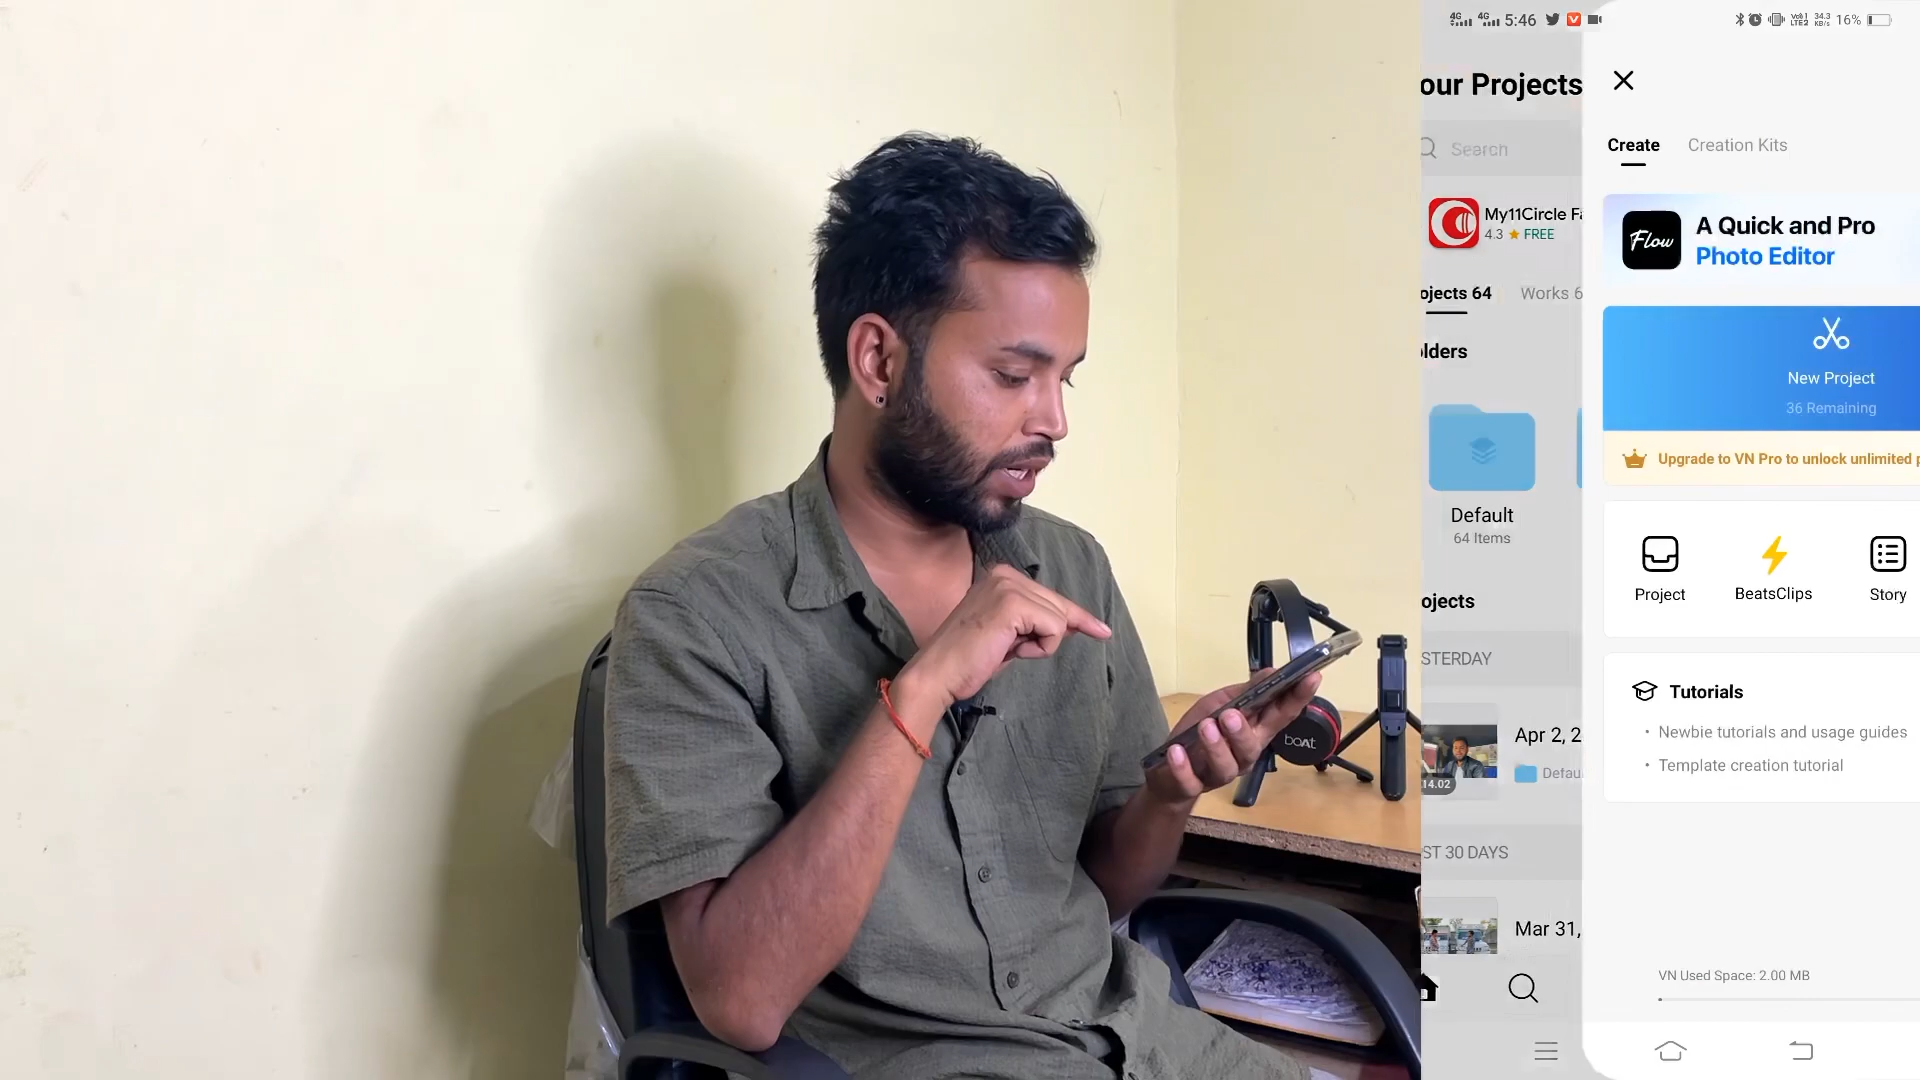 5:46
16%
our Projects
Search
My11Circle Fa
4.3 ★ FREE
ojects 64
Works 6
lders
Default
64 Items
ojects
STERDAY
Apr 2, 2
Defau
14.02
ST 30 DAYS
Mar 31,
Create
Creation Kits
Flow
A Quick and Pro
Photo Editor
New Project
36 Remaining
Upgrade to VN Pro to unlock unlimited p
Project
BeatsClips
Story
Tutorials
• Newbie tutorials and usage guides
• Template creation tutorial
VN Used Space: 2.00 MB
boAt